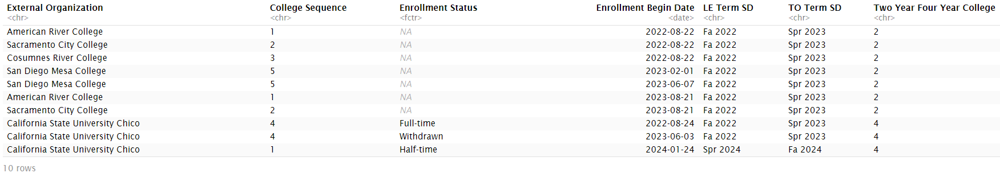 External Organization College Sequence Enrollment Status Enrollment Begin Date LE Term SD TO Term SD Two Year Four Year College
<chr> <chr> <fctr> <date> <chr> <chr> <chr>
American River College 1 NA 2022-08-22 Fa 2022 Spr 2023 2
Sacramento City College 2 NA 2022-08-22 Fa 2022 Spr 2023 2
Cosumnes River College 3 NA 2022-08-22 Fa 2022 Spr 2023 2
San Diego Mesa College 5 NA 2023-02-01 Fa 2022 Spr 2023 2
San Diego Mesa College 5 NA 2023-06-07 Fa 2022 Spr 2023 2
American River College 1 NA 2023-08-21 Fa 2022 Spr 2023 2
Sacramento City College 2 NA 2023-08-21 Fa 2022 Spr 2023 2
California State University Chico 4 Full-time 2022-08-24 Fa 2022 Spr 2023 4
California State University Chico 4 Withdrawn 2023-06-03 Fa 2022 Spr 2023 4
California State University Chico 1 Half-time 2024-01-24 Spr 2024 Fa 2024 4
10 rows